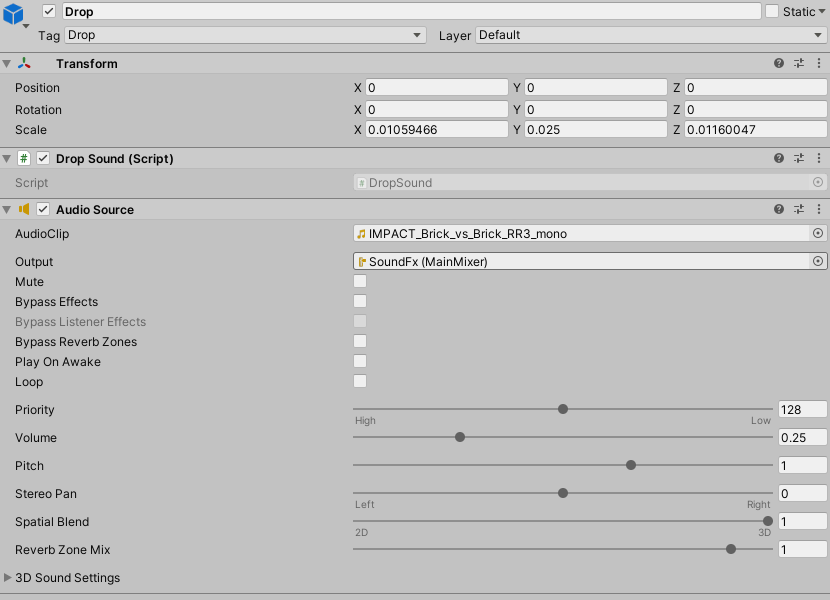 Drop Static
Tag Drop Layer Default
Transform
Position X 0 Y 0 Z 0
Rotation X 0 Y 0 Z 0
Scale X 0.01059466 Y 0.025 Z 0.01160047
# Drop Sound (Script)
Script # DropSound
Audio Source
AudioClip IMPACT_Brick_vs_Brick_RR3_mono
Output SoundFx (MainMixer)
Mute
Bypass Effects
Bypass Listener Effects
Bypass Reverb Zones
Play On Awake
Loop
Priority 128
High Low
Volume 0.25
Pitch 1
Stereo Pan 0
Left Right
Spatial Blend 1
2D 3D
Reverb Zone Mix 1
3D Sound Settings